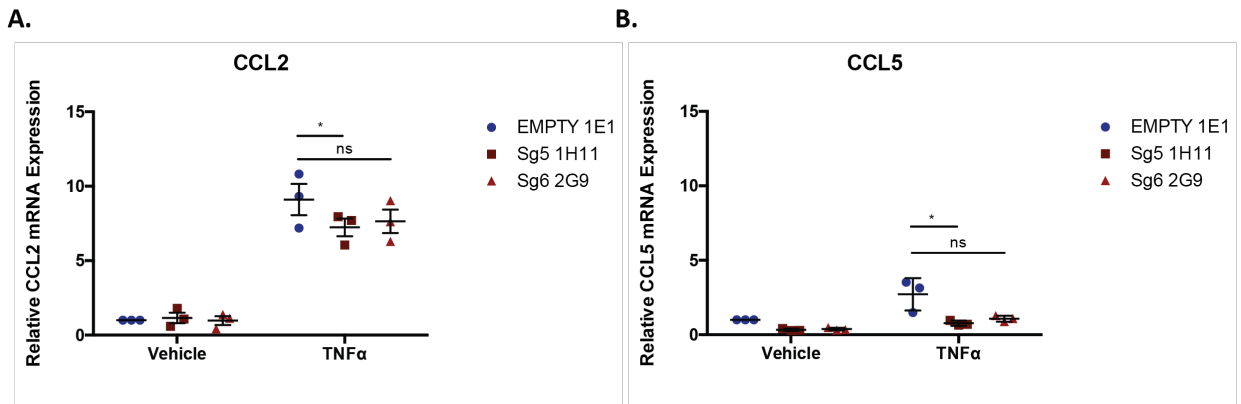 A.
CCL2
Relative CCL2 mRNA Expression
15
10
5
0
*
ns
Vehicle
TNFα
EMPTY 1E1
Sg5 1H11
Sg6 2G9
B.
CCL5
Relative CCL5 mRNA Expression
15
10
5
0
*
ns
Vehicle
TNFα
EMPTY 1E1
Sg5 1H11
Sg6 2G9